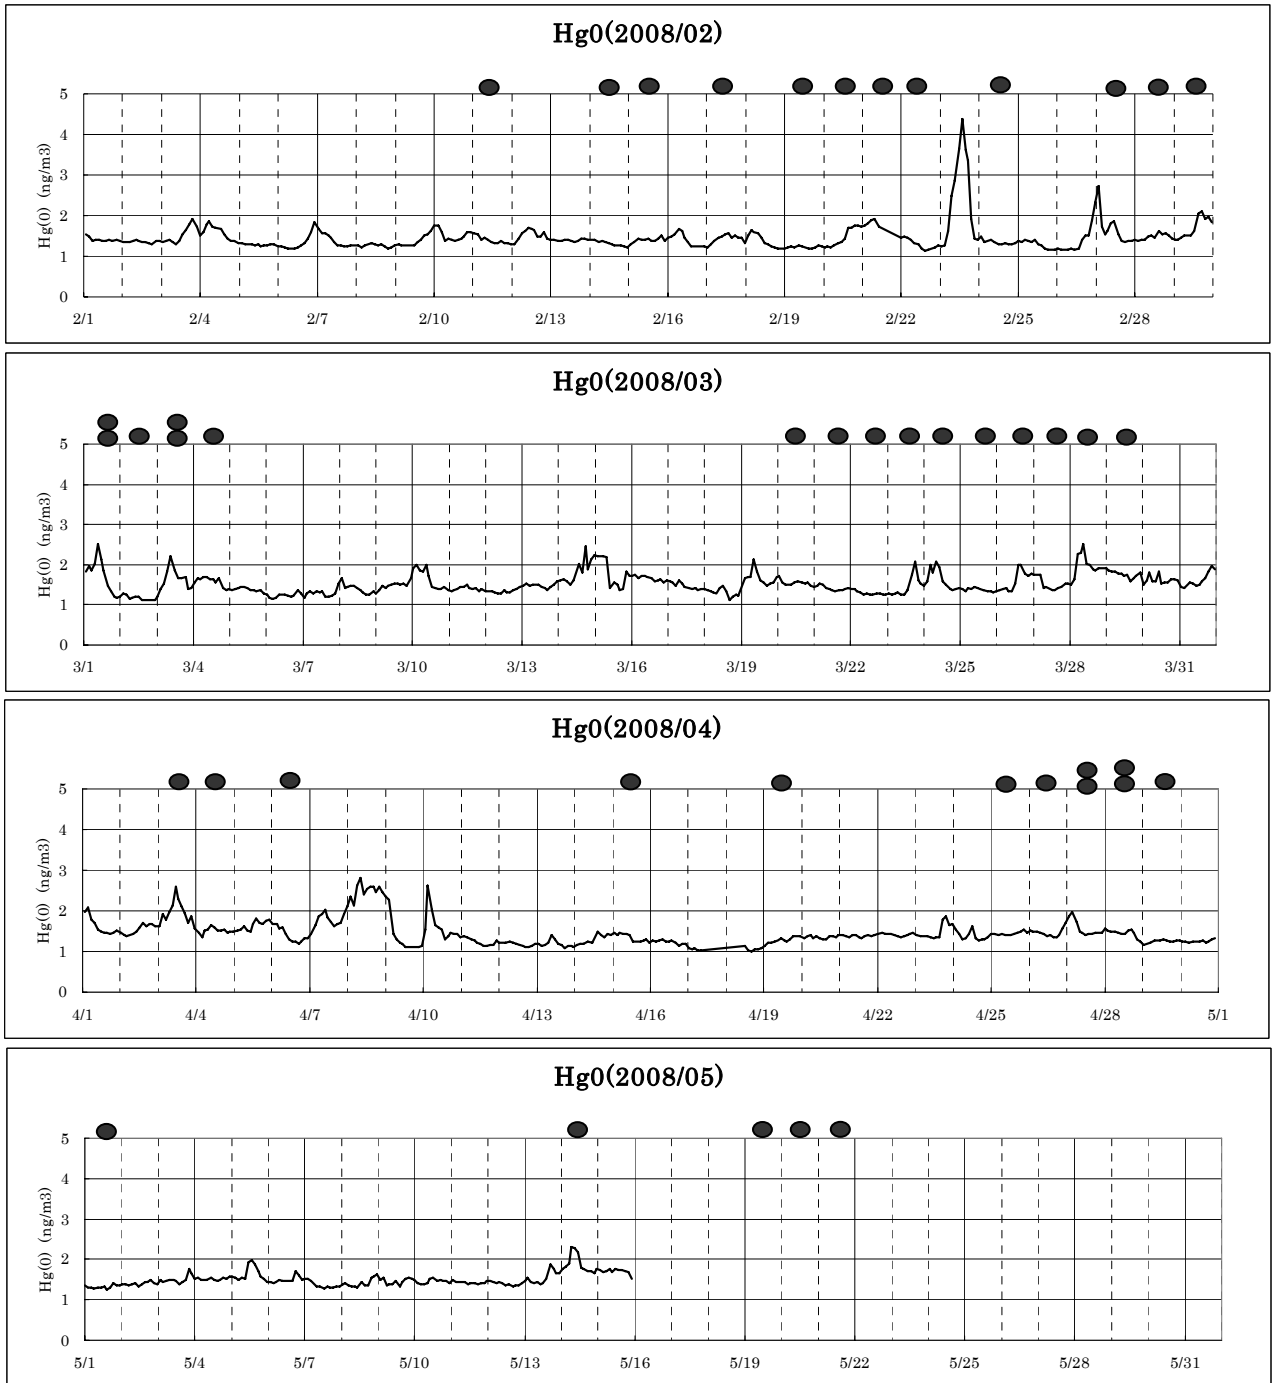 Hg0(2008/02)
Hg(0) (ng/m3)
5
4
3
2
1
0
2/1 2/4 2/7 2/10 2/13 2/16 2/19 2/22 2/25 2/28
Hg0(2008/03)
Hg(0) (ng/m3)
5
4
3
2
1
0
3/1 3/4 3/7 3/10 3/13 3/16 3/19 3/22 3/25 3/28 3/31
Hg0(2008/04)
Hg(0) (ng/m3)
5
4
3
2
1
0
4/1 4/4 4/7 4/10 4/13 4/16 4/19 4/22 4/25 4/28 5/1
Hg0(2008/05)
Hg(0) (ng/m3)
5
4
3
2
1
0
5/1 5/4 5/7 5/10 5/13 5/16 5/19 5/22 5/25 5/28 5/31